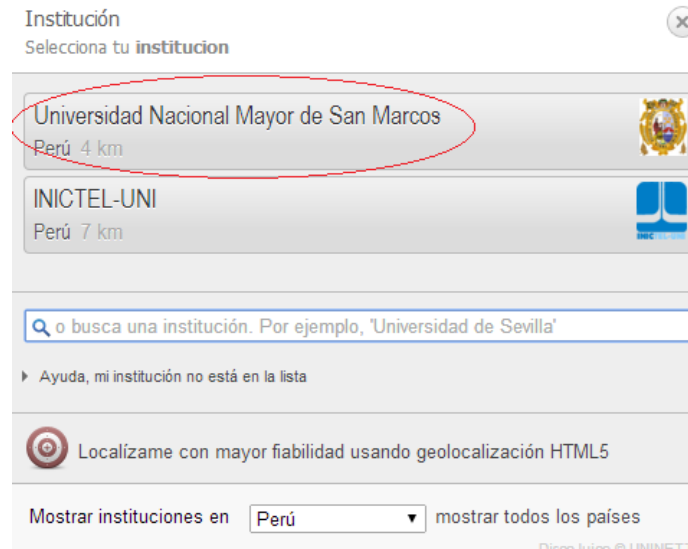 Institución
Selecciona tu institucion
Universidad Nacional Mayor de San Marcos
Perú 4 km
INICTEL-UNI
Perú 7 km
INICTEL-UNI
o busca una institución. Por ejemplo, 'Universidad de Sevilla'
Ayuda, mi institución no está en la lista
Localízame con mayor fiabilidad usando geolocalización HTML5
Mostrar instituciones en Perú mostrar todos los países